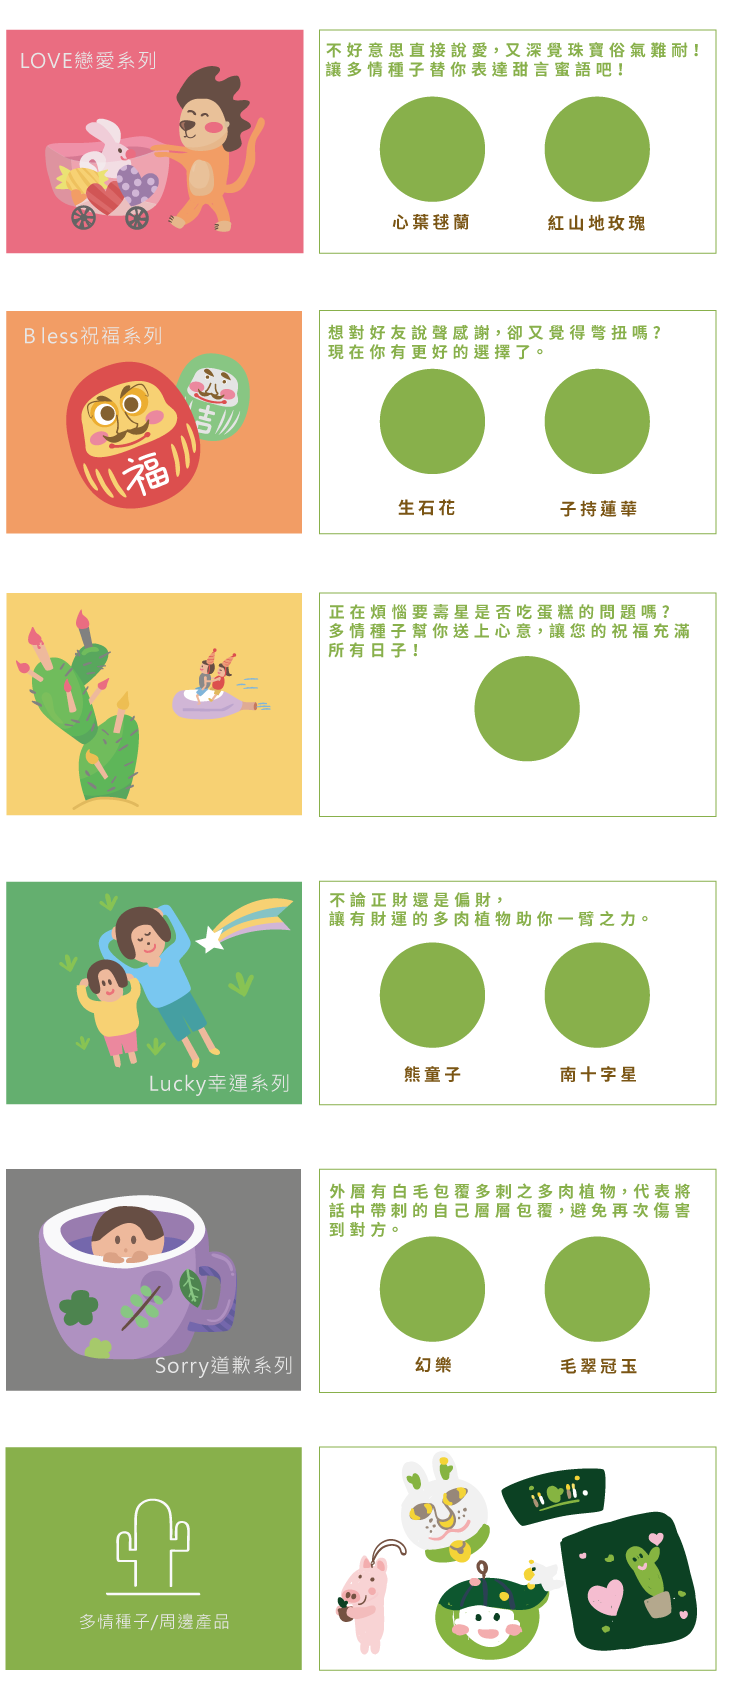 LOVE戀愛系列
不好意思直接說愛，又深覺珠寶俗氣難耐！
讓多情種子替你表達甜言蜜語吧！
心葉毬蘭
紅山地玫瑰
Bless祝福系列
吉
福
想對好友說聲感謝，卻又覺得彆扭嗎？
現在你有更好的選擇了。
生石花
子持蓮華
正在煩惱要壽星是否吃蛋糕的問題嗎？
多情種子幫你送上心意，讓您的祝福充滿
所有日子！
Lucky幸運系列
不論正財還是偏財，
讓有財運的多肉植物助你一臂之力。
熊童子
南十字星
Sorry道歉系列
外層有白毛包覆多刺之多肉植物，代表將
話中帶刺的自己層層包覆，避免再次傷害
到對方。
幻樂
毛翠冠玉
多情種子/周邊產品